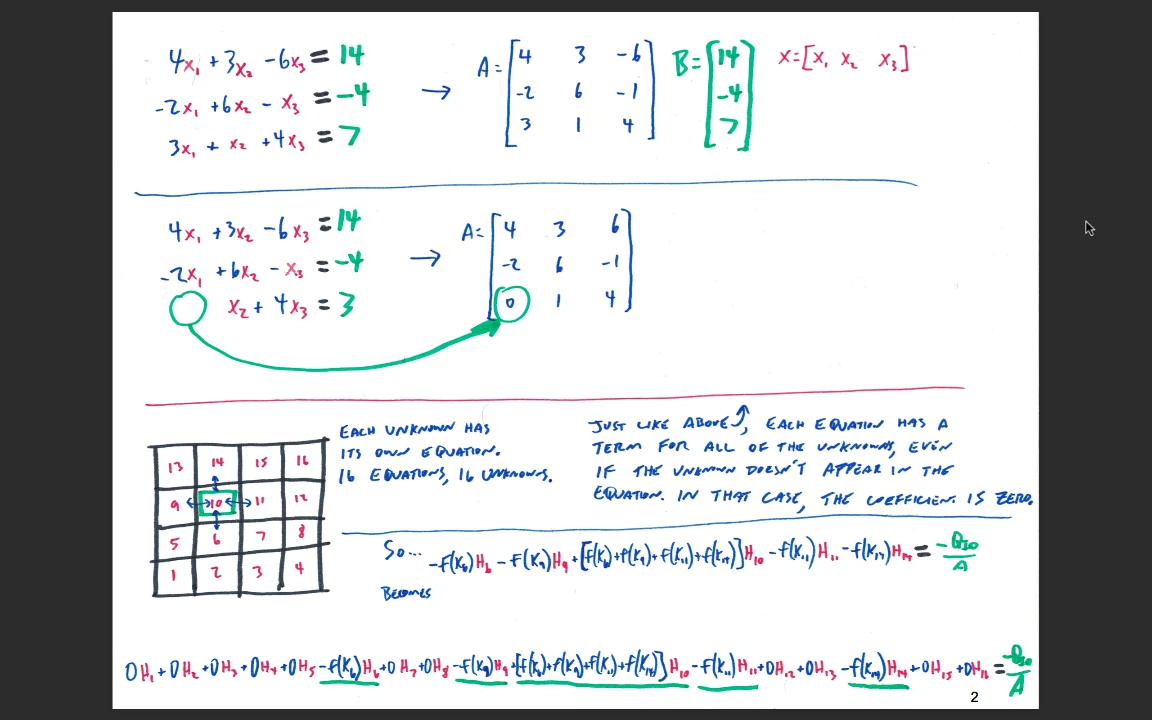 4x₁ + 3x₂ - 6x₃ = 14
-2x₁ + 6x₂ - x₃ = -4
3x₁ + x₂ + 4x₃ = 7
→
A = [4 3 -6
-2 6 -1
3 1 4]
B = [14
-4
7]
x = [x₁ x₂ x₃]
4x₁ + 3x₂ - 6x₃ = 14
-2x₁ + 6x₂ - x₃ = -4
x₂ + 4x₃ = 3
→
A = [4 3 6
-2 6 -1
0 1 4]
13 14 15 16
9 10 11 12
5 6 7 8
1 2 3 4
EACH UNKNOWN HAS
ITS OWN EQUATION.
16 EQUATIONS, 16 UNKNOWNS.
JUST LIKE ABOVE, EACH EQUATION HAS A
TERM FOR ALL OF THE UNKNOWNS, EVEN
IF THE UNKNOWN DOESN'T APPEAR IN THE
EQUATION. IN THAT CASE, THE COEFFICIENT IS ZERO.
So... -f(K₆)H₆ - f(K₉)H₉ + [f(K₆)+f(K₉)+f(K₁₁)+f(K₁₄)]H₁₀ - f(K₁₁)H₁₁ - f(K₁₄)H₁₄ = -Q₁₀/A
BECOMES
0H₁ + 0H₂ + 0H₃ + 0H₄ + 0H₅ - f(K₆)H₆ + 0H₇ + 0H₈ - f(K₉)H₉ + [f(K₆)+f(K₉)+f(K₁₁)+f(K₁₄)]H₁₀ - f(K₁₁)H₁₁ + 0H₁₂ + 0H₁₃ - f(K₁₄)H₁₄ + 0H₁₅ + 0H₁₆ = -Q₁₀/A
2